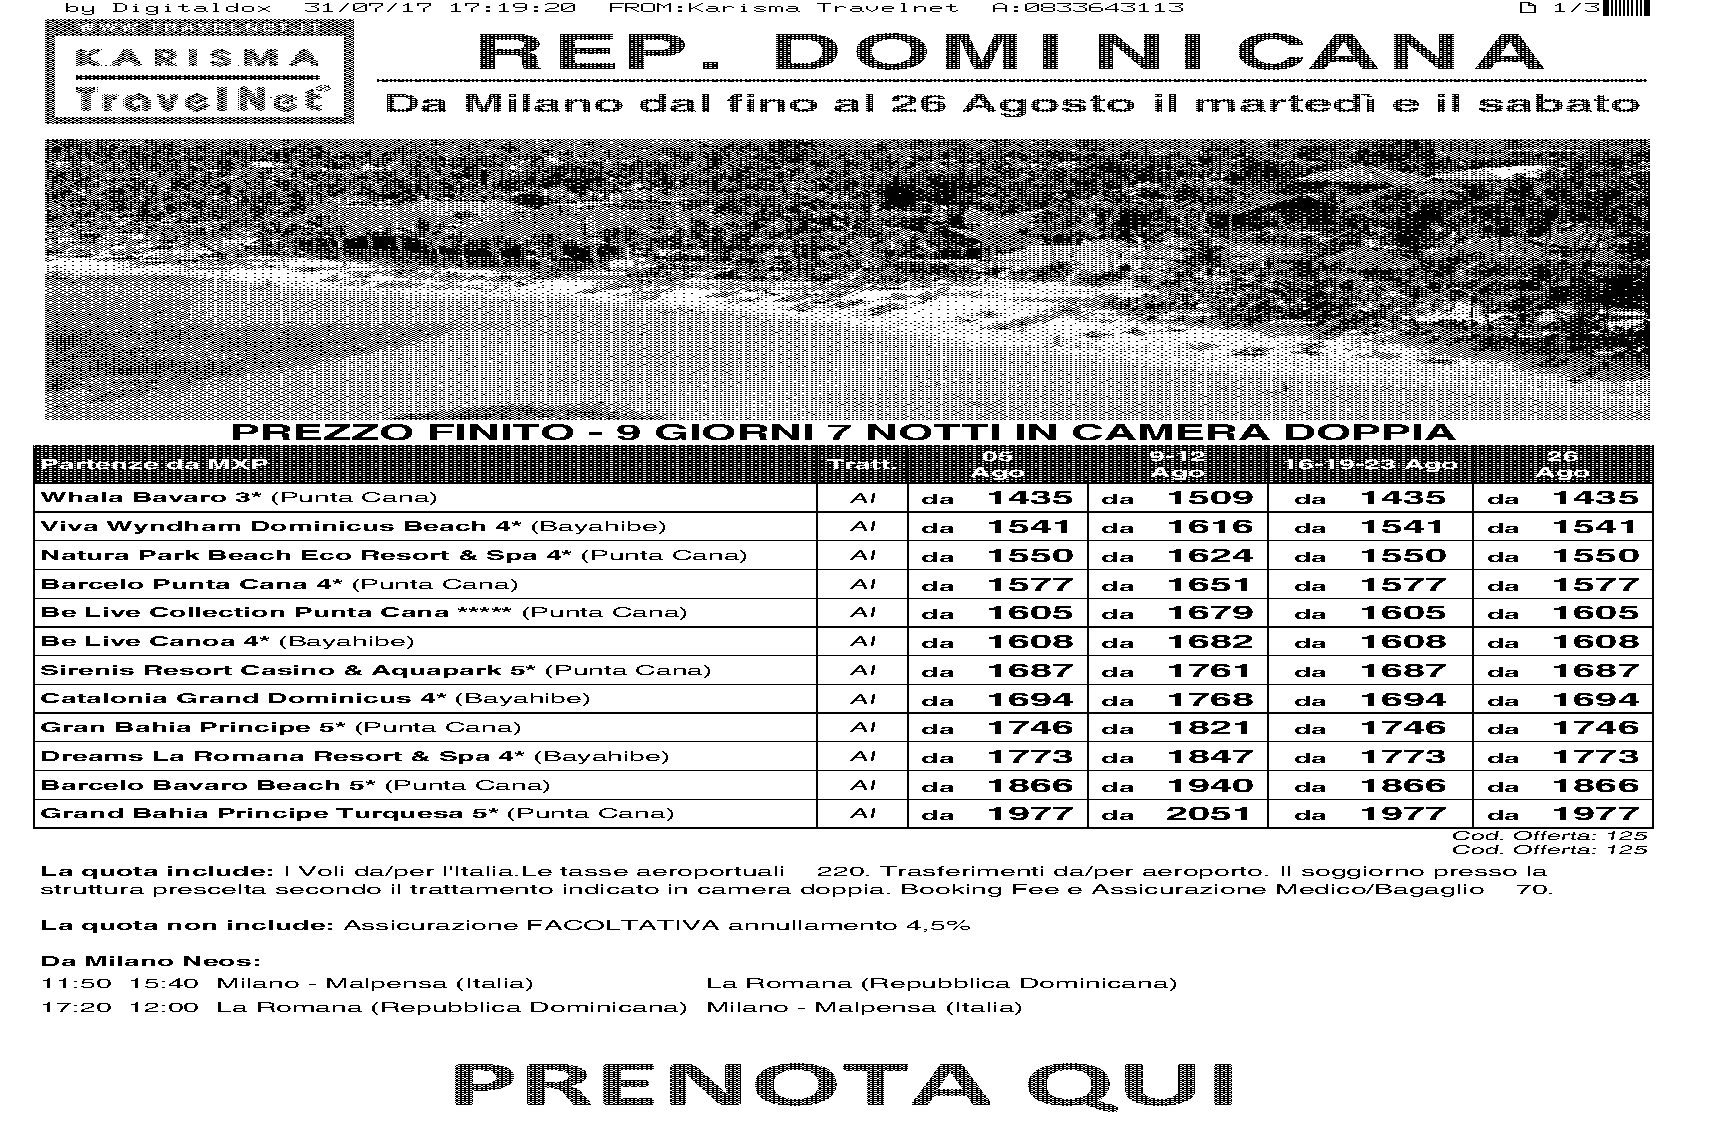 by Digitaldox 31/07/17 17:19:20 FROM:Karisma Travelnet A:0833643113 1/3
KARISMA
TravelNet
REP. DOMINICANA
Da Milano dal fino al 26 Agosto il martedì e il sabato
PREZZO FINITO - 9 GIORNI 7 NOTTI IN CAMERA DOPPIA
Partenze da MXP Tratt. 05 Ago 9-12 Ago 16-19-23 Ago 26 Ago
Whala Bavaro 3* (Punta Cana) AI da 1435 da 1509 da 1435 da 1435
Viva Wyndham Dominicus Beach 4* (Bayahibe) AI da 1541 da 1616 da 1541 da 1541
Natura Park Beach Eco Resort & Spa 4* (Punta Cana) AI da 1550 da 1624 da 1550 da 1550
Barcelo Punta Cana 4* (Punta Cana) AI da 1577 da 1651 da 1577 da 1577
Be Live Collection Punta Cana ***** (Punta Cana) AI da 1605 da 1679 da 1605 da 1605
Be Live Canoa 4* (Bayahibe) AI da 1608 da 1682 da 1608 da 1608
Sirenis Resort Casino & Aquapark 5* (Punta Cana) AI da 1687 da 1761 da 1687 da 1687
Catalonia Grand Dominicus 4* (Bayahibe) AI da 1694 da 1768 da 1694 da 1694
Gran Bahia Principe 5* (Punta Cana) AI da 1746 da 1821 da 1746 da 1746
Dreams La Romana Resort & Spa 4* (Bayahibe) AI da 1773 da 1847 da 1773 da 1773
Barcelo Bavaro Beach 5* (Punta Cana) AI da 1866 da 1940 da 1866 da 1866
Grand Bahia Principe Turquesa 5* (Punta Cana) AI da 1977 da 2051 da 1977 da 1977
Cod. Offerta: 125
Cod. Offerta: 125
La quota include: I Voli da/per l'Italia.Le tasse aeroportuali 220. Trasferimenti da/per aeroporto. Il soggiorno presso la
struttura prescelta secondo il trattamento indicato in camera doppia. Booking Fee e Assicurazione Medico/Bagaglio 70.
La quota non include: Assicurazione FACOLTATIVA annullamento 4,5%
Da Milano Neos:
11:50 15:40 Milano - Malpensa (Italia) La Romana (Repubblica Dominicana)
17:20 12:00 La Romana (Repubblica Dominicana) Milano - Malpensa (Italia)
PRENOTA QUI